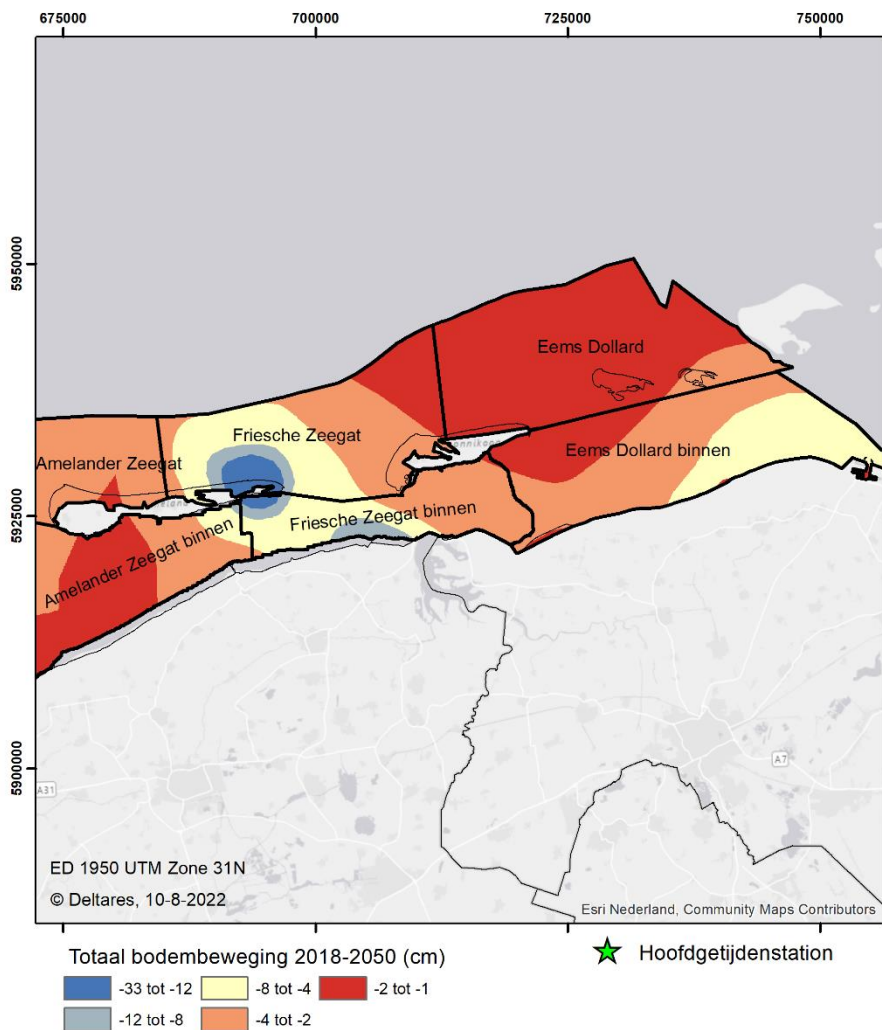 675000 700000 725000 750000
5950000
5925000
5900000
Eems Dollard
Friesche Zeegat
Eems Dollard binnen
Amelander Zeegat
Friesche Zeegat binnen
Amelander Zeegat binnen
A7
A31
ED 1950 UTM Zone 31N
© Deltares, 10-8-2022
Esri Nederland, Community Maps Contributors
Totaal bodembeweging 2018-2050 (cm)
Hoofdgetijdenstation
-33 tot -12 -8 tot -4 -2 tot -1
-12 tot -8 -4 tot -2